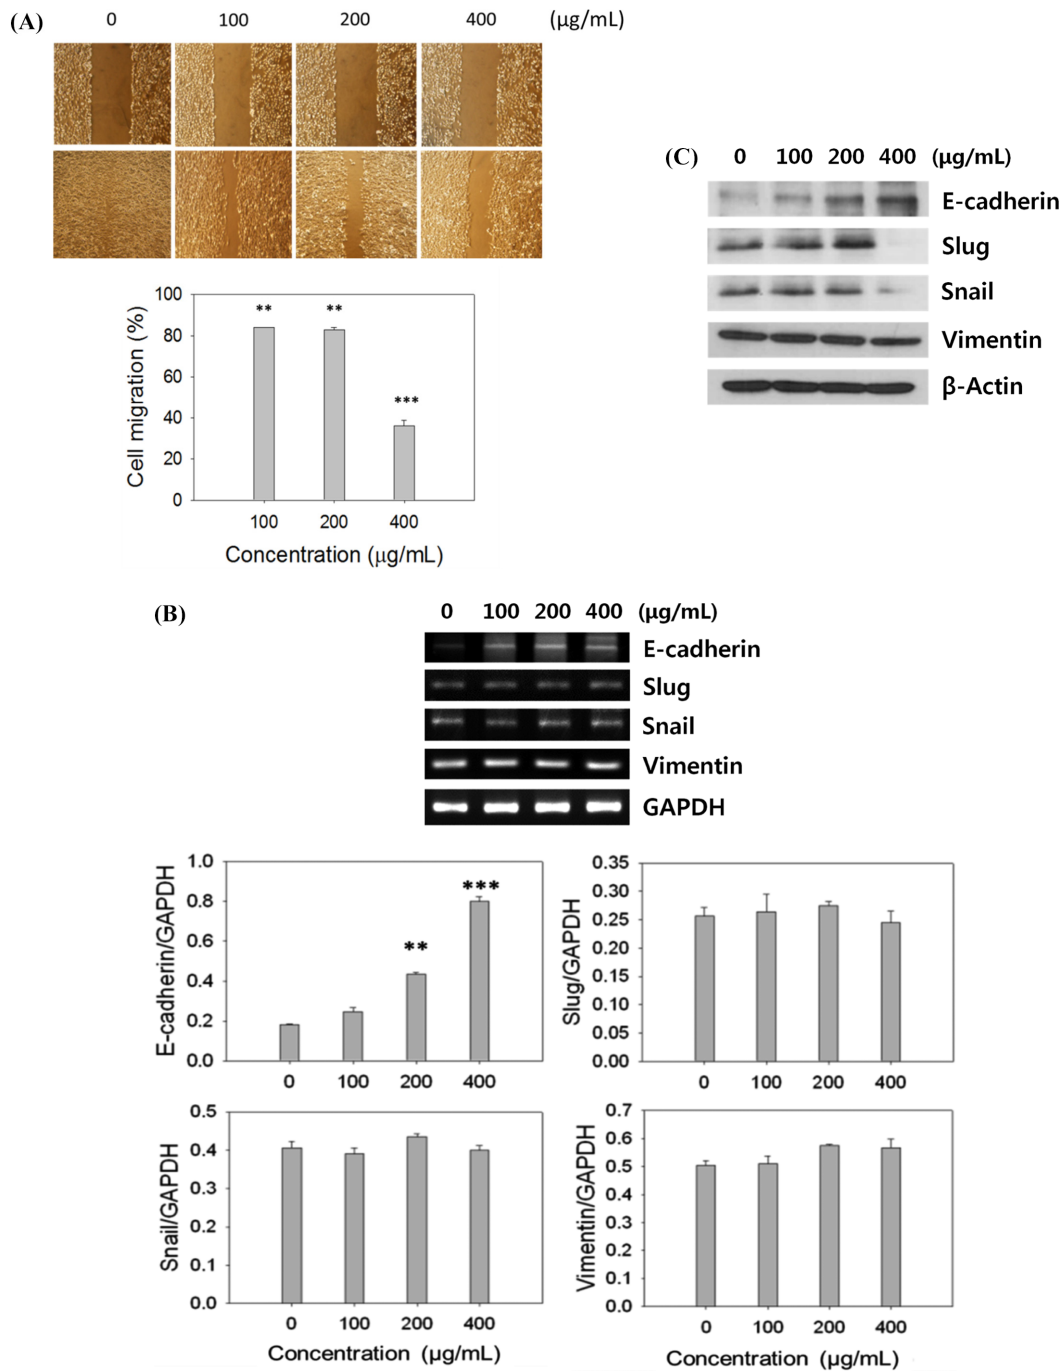 (A)
0 100 200 400 (µg/mL)
100
80
60
40
20
0
Cell migration (%)
** ** ***
100 200 400
Concentration (µg/mL)
(C)
0 100 200 400 (µg/mL)
E-cadherin
Slug
Snail
Vimentin
β-Actin
(B)
0 100 200 400 (µg/mL)
E-cadherin
Slug
Snail
Vimentin
GAPDH
E-cadherin/GAPDH
1.0
0.8
0.6
0.4
0.2
0.0
** ***
0 100 200 400
Slug/GAPDH
0.35
0.30
0.25
0.20
0.15
0.10
0.05
0.00
0 100 200 400
Snail/GAPDH
0.5
0.4
0.3
0.2
0.1
0.0
0 100 200 400
Concentration (µg/mL)
Vimentin/GAPDH
0.7
0.6
0.5
0.4
0.3
0.2
0.1
0.0
0 100 200 400
Concentration (µg/mL)